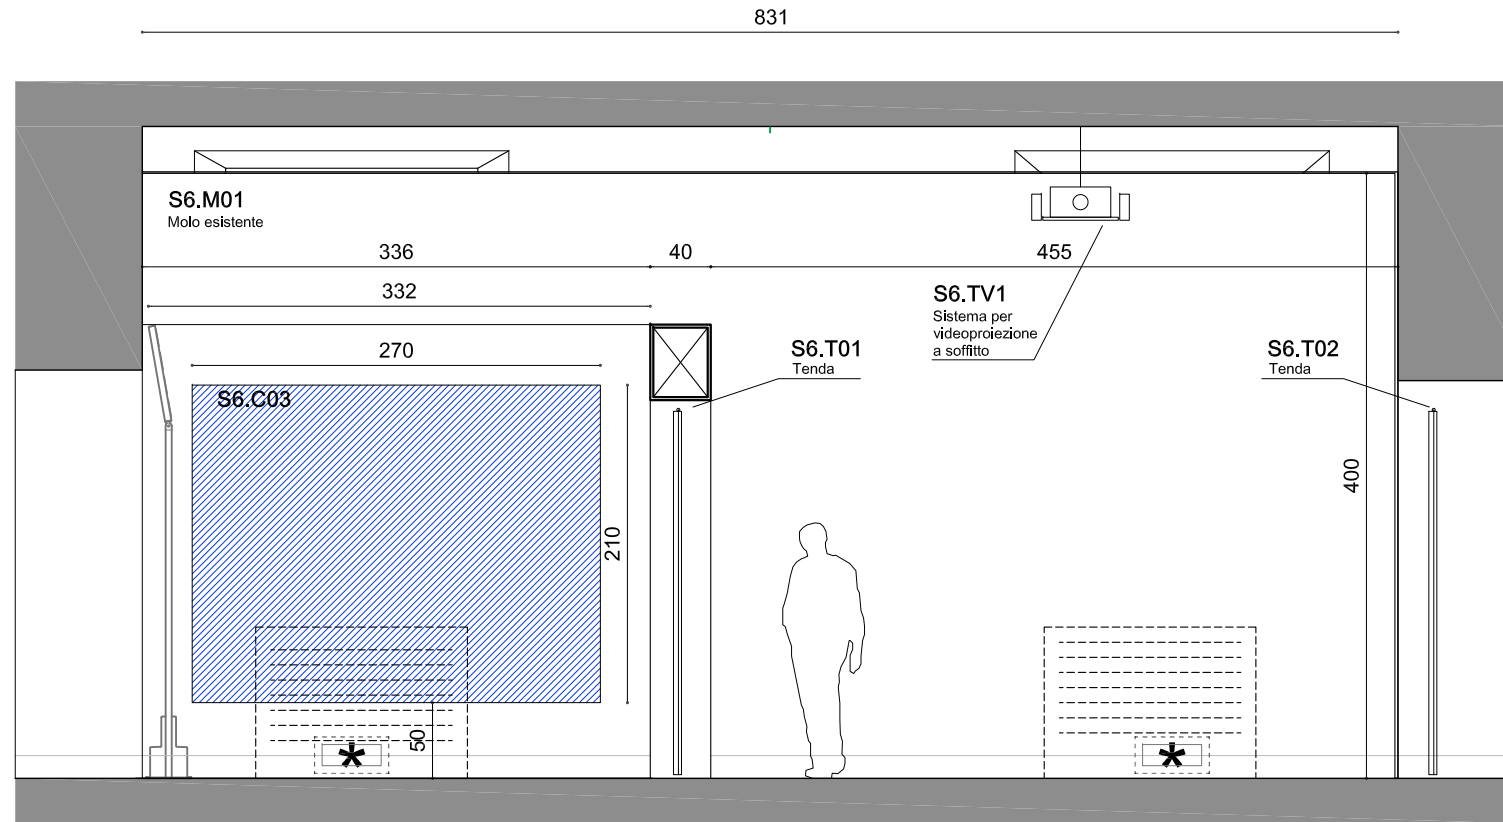 831
S6.M01
Molo esistente
336
40
455
332
S6.TV1
Sistema per
videoproiezione
a soffitto
270
S6.T01
Tenda
S6.T02
Tenda
S6.C03
400
210
50
*
*